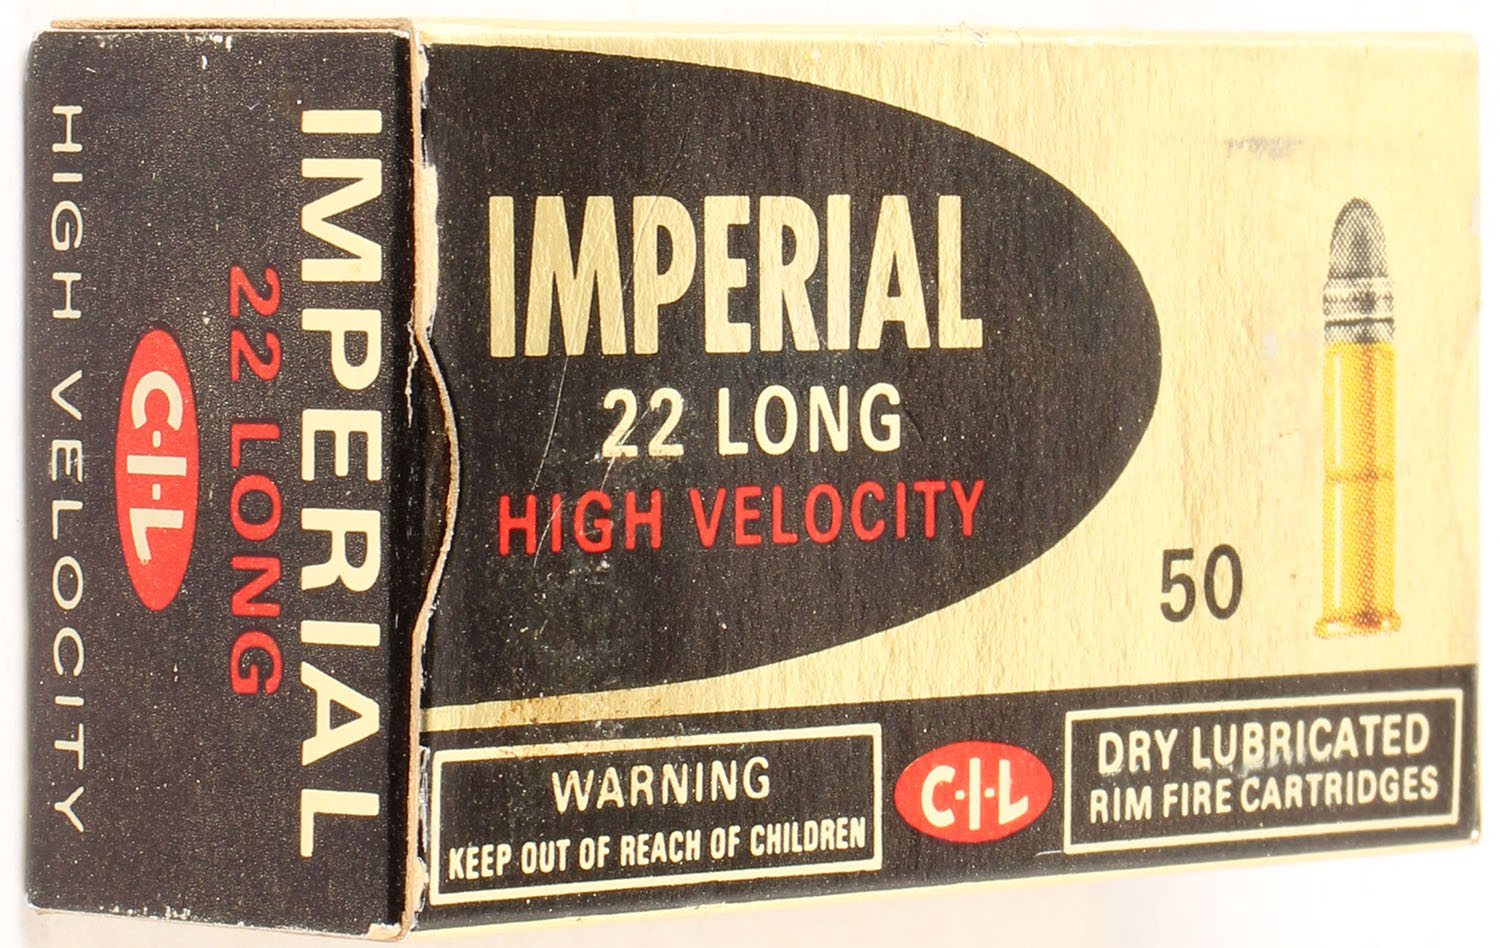 IMPERIAL
22 LONG
C·I·L
HIGH VELOCITY
IMPERIAL
22 LONG
HIGH VELOCITY
50
WARNING
KEEP OUT OF REACH OF CHILDREN
C·I·L
DRY LUBRICATED
RIM FIRE CARTRIDGES